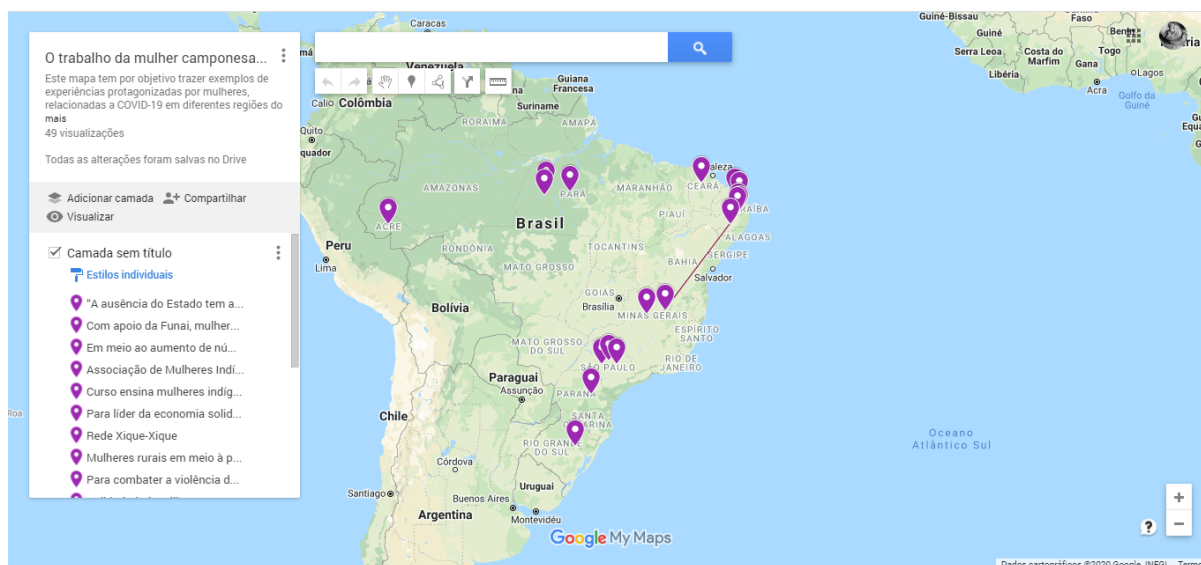 O trabalho da mulher camponesa...
Este mapa tem por objetivo trazer exemplos de
experiências protagonizadas por mulheres,
relacionadas a COVID-19 em diferentes regiões do
mais
49 visualizações
Todas as alterações foram salvas no Drive
Adicionar camada Compartilhar
Visualizar
Camada sem título
Estilos individuais
"A ausência do Estado tem a...
Com apoio da Funai, mulher...
Em meio ao aumento de nú...
Associação de Mulheres Indí...
Curso ensina mulheres indíg...
Para líder da economia solid...
Rede Xique-Xique
Mulheres rurais em meio à p...
Para combater a violência d...
Caracas
Venezuela
Guiana
Francesa
Suriname
Colômbia
Quito
RORAIMA
AMAPÁ
AMAZONAS
PARÁ
MARANHÃO
CEARÁ
PIAUÍ
ALAGOAS
SERGIPE
ACRE
Brasil
Peru
Lima
RONDÔNIA
TOCANTINS
MATO GROSSO
BAHIA
Salvador
GOIÁS
Brasília
Bolívia
MINAS GERAIS
ESPÍRITO
SANTO
MATO GROSSO
DO SUL
SÃO PAULO
RIO DE
JANEIRO
Paraguai
Assunção
PARANÁ
Chile
SANTA
RIO GRANDE
DO SUL
Córdova
Santiago
Uruguai
Buenos Aires
Argentina
Montevidéu
Guiné-Bissau
Guiné
Serra Leoa
Libéria
Costa do
Marfim
Burkina
Faso
Gana
Togo
Acra
Lagos
Golfo da
Guiné
Oceano
Atlântico Sul
Google My Maps
+
?
−
Dados cartográficos ©2020 Google, INEGI